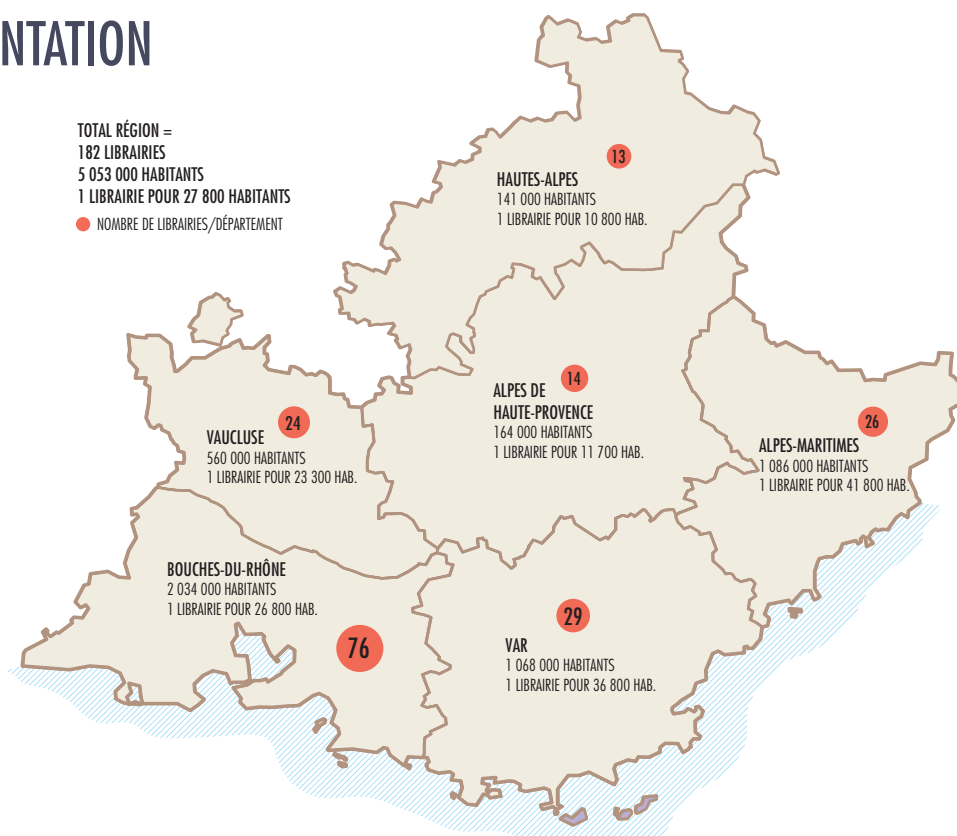 NTATION
TOTAL RÉGION =
182 LIBRAIRIES
5 053 000 HABITANTS
1 LIBRAIRIE POUR 27 800 HABITANTS
NOMBRE DE LIBRAIRIES/DÉPARTEMENT
13
HAUTES-ALPES
141 000 HABITANTS
1 LIBRAIRIE POUR 10 800 HAB.
14
ALPES DE
HAUTE-PROVENCE
164 000 HABITANTS
1 LIBRAIRIE POUR 11 700 HAB.
24
VAUCLUSE
560 000 HABITANTS
1 LIBRAIRIE POUR 23 300 HAB.
26
ALPES-MARITIMES
1 086 000 HABITANTS
1 LIBRAIRIE POUR 41 800 HAB.
BOUCHES-DU-RHÔNE
2 034 000 HABITANTS
1 LIBRAIRIE POUR 26 800 HAB.
76
29
VAR
1 068 000 HABITANTS
1 LIBRAIRIE POUR 36 800 HAB.